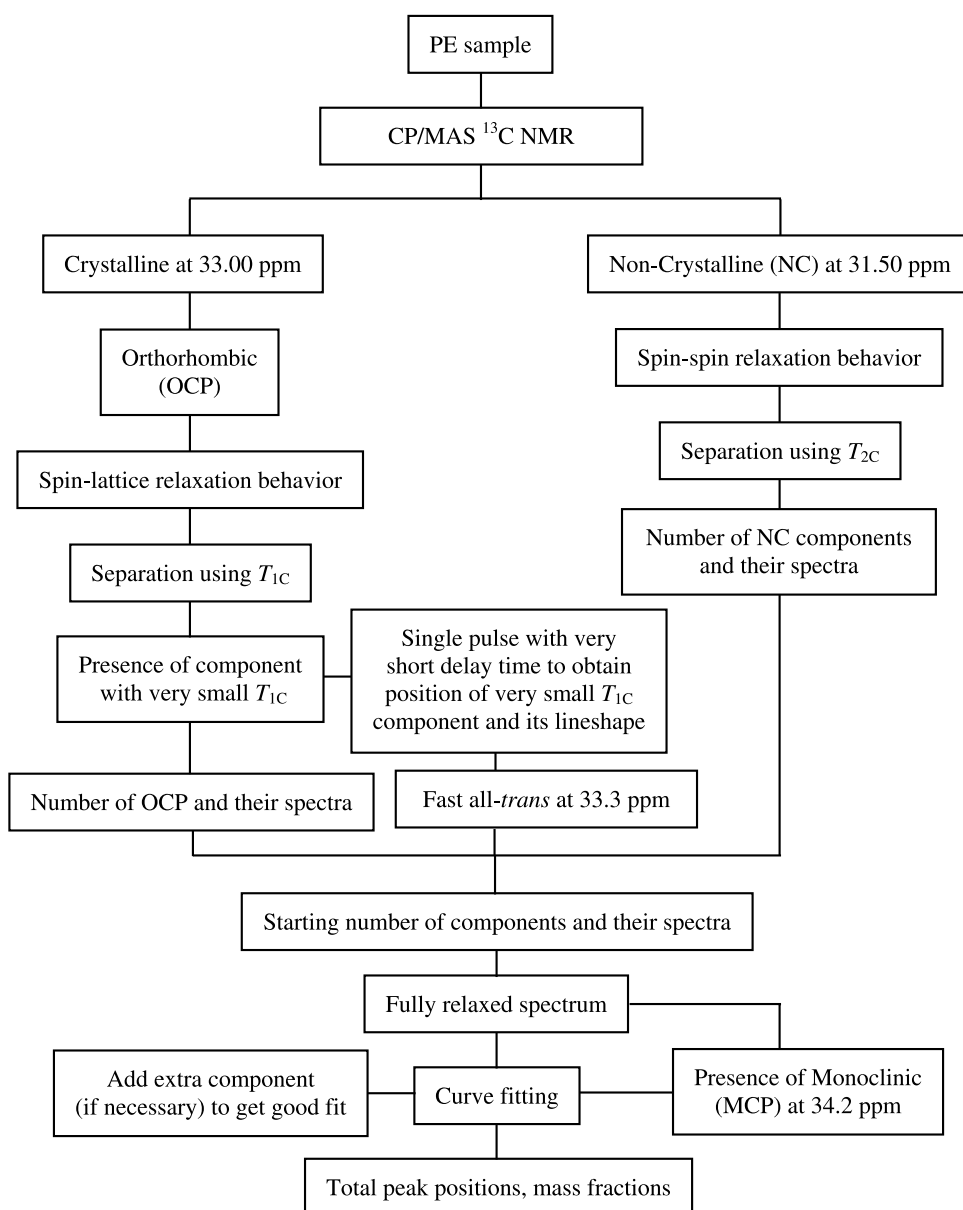 PE sample
CP/MAS ¹³C NMR
Crystalline at 33.00 ppm
Non-Crystalline (NC) at 31.50 ppm
Orthorhombic
(OCP)
Spin-spin relaxation behavior
Spin-lattice relaxation behavior
Separation using T₂C
Separation using T₁C
Number of NC components
and their spectra
Presence of component
with very small T₁C
Single pulse with very
short delay time to obtain
position of very small T₁C
component and its lineshape
Number of OCP and their spectra
Fast all-trans at 33.3 ppm
Starting number of components and their spectra
Fully relaxed spectrum
Add extra component
(if necessary) to get good fit
Curve fitting
Presence of Monoclinic
(MCP) at 34.2 ppm
Total peak positions, mass fractions